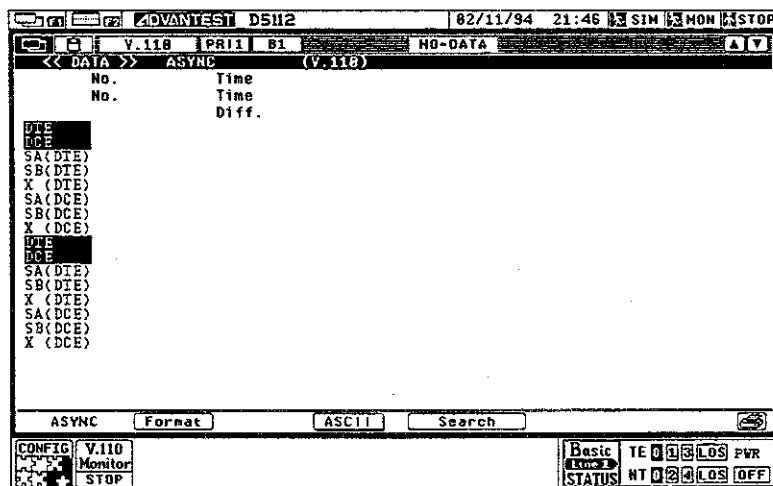 F1 F2 ADVANTEST D5112 02/11/94 21:46 SIM MON STOP
V.110 PRI1 B1 NO-DATA
<< DATA >> ASYNC (V.110)
No. Time
No. Time
Diff.
DTE
DCE
SA(DTE)
SB(DTE)
X (DTE)
SA(DCE)
SB(DCE)
X (DCE)
DTE
DCE
SA(DTE)
SB(DTE)
X (DTE)
SA(DCE)
SB(DCE)
X (DCE)
ASYNC Format ASCII Search
CONFIG V.110 Monitor STOP
Basic Line 1 STATUS
TE 0 1 3 LOS PWR
NT 0 2 4 LOS OFF